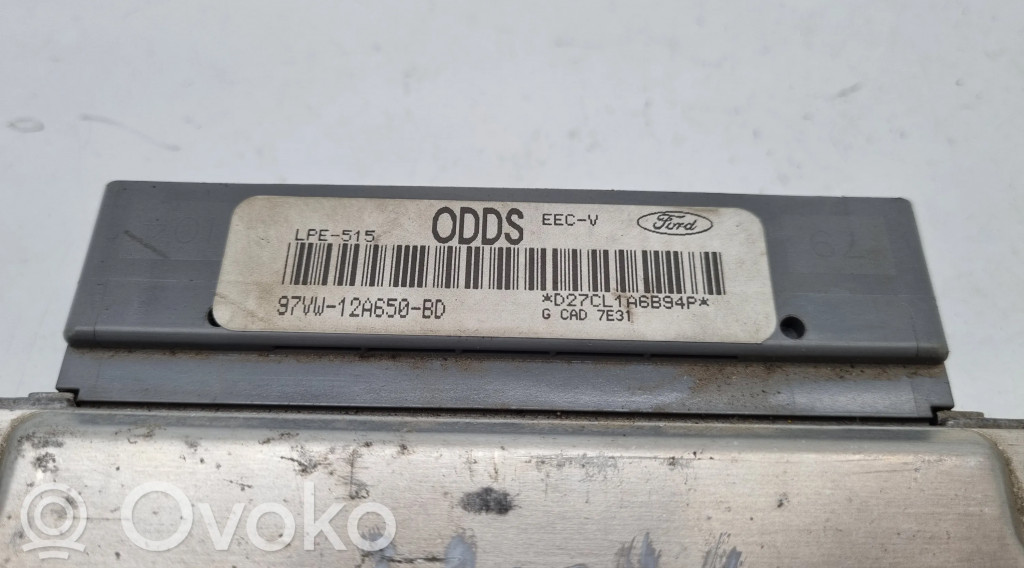 LPE-515 ODDS EEC-V Ford
97VW-12A650-BD *D27CL1A6B94P*
G CAD 7E31
Ovoko